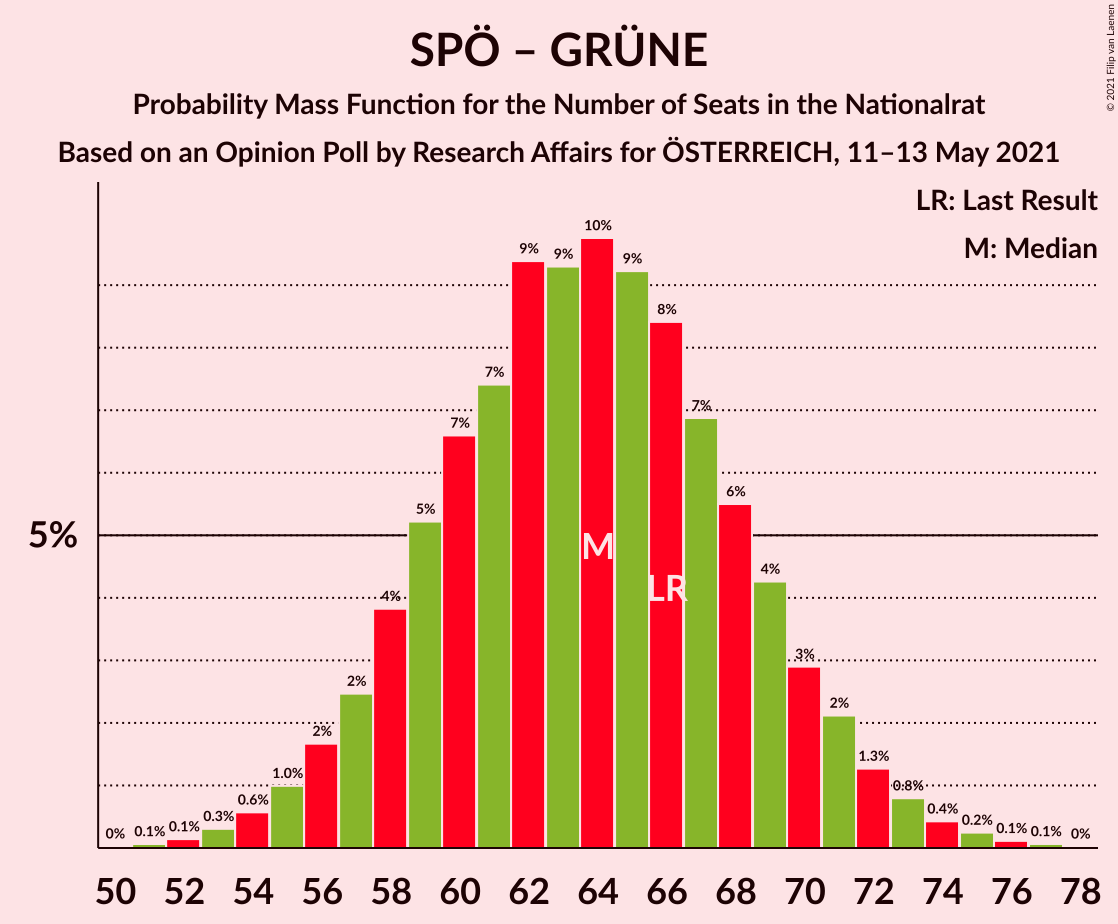 SPÖ – GRÜNE
Probability Mass Function for the Number of Seats in the Nationalrat
Based on an Opinion Poll by Research Affairs for ÖSTERREICH, 11–13 May 2021
© 2021 Filip van Laenen
LR: Last Result
M: Median
5%
0% 0.1% 0.1% 0.3% 0.6% 1.0% 2% 2% 4% 5% 7% 7% 9% 9% 10% 9% 8% 7% 6% 4% 3% 2% 1.3% 0.8% 0.4% 0.2% 0.1% 0.1% 0%
M
LR
50 52 54 56 58 60 62 64 66 68 70 72 74 76 78